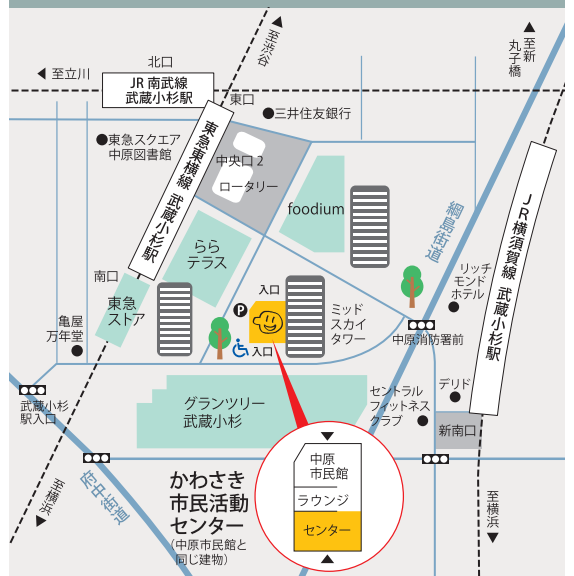 至渋谷
至新
丸子橋
北口
至立川
JR 南武線
武蔵小杉駅
東口
三井住友銀行
東急スクエア
中原図書館
東急東横線 武蔵小杉駅
中央口 2
ロータリー
foodium
綱島街道
JR横須賀線 武蔵小杉駅
らら
テラス
リッチ
モンド
ホテル
南口
東急
ストア
入口
P
ミッド
スカイ
タワー
亀屋
万年堂
入口
中原消防署前
武蔵小杉
駅入口
グランツリー
武蔵小杉
セントラル
フィットネス
クラブ
デリド
新南口
至横浜
府中街道
かわさき
市民活動
センター
(中原市民館と
同じ建物)
中原
市民館
ラウンジ
センター
至横浜